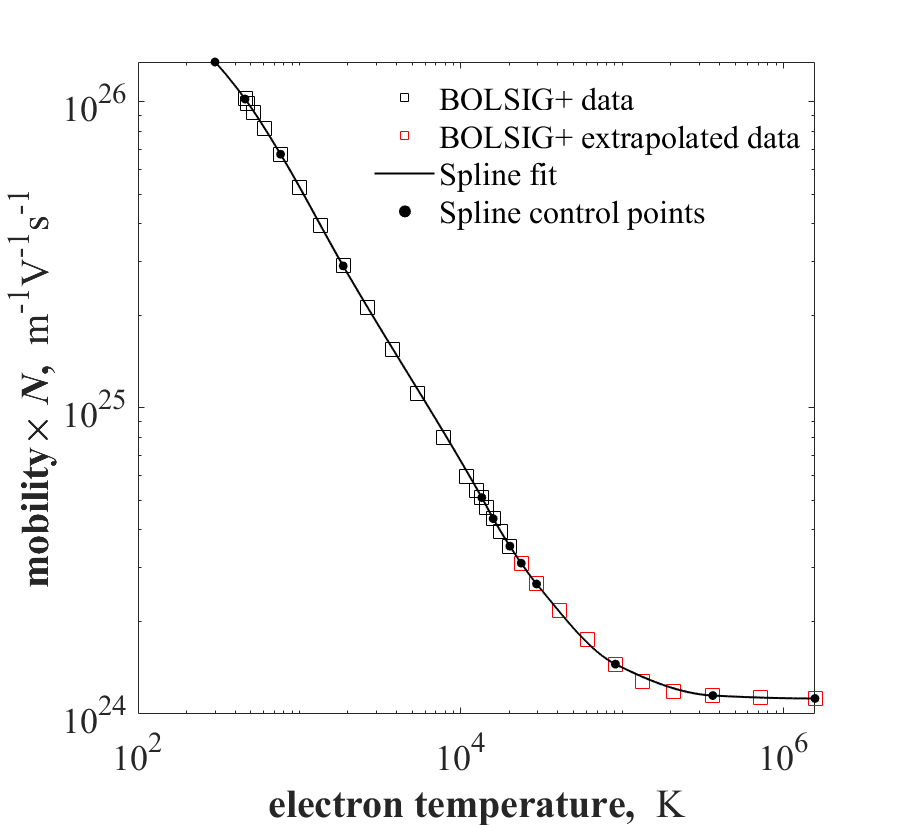 BOLSIG+ data
BOLSIG+ extrapolated data
Spline fit
Spline control points
10^26
10^25
10^24
mobility× N, m^-1V^-1s^-1
10^2
10^4
10^6
electron temperature, K